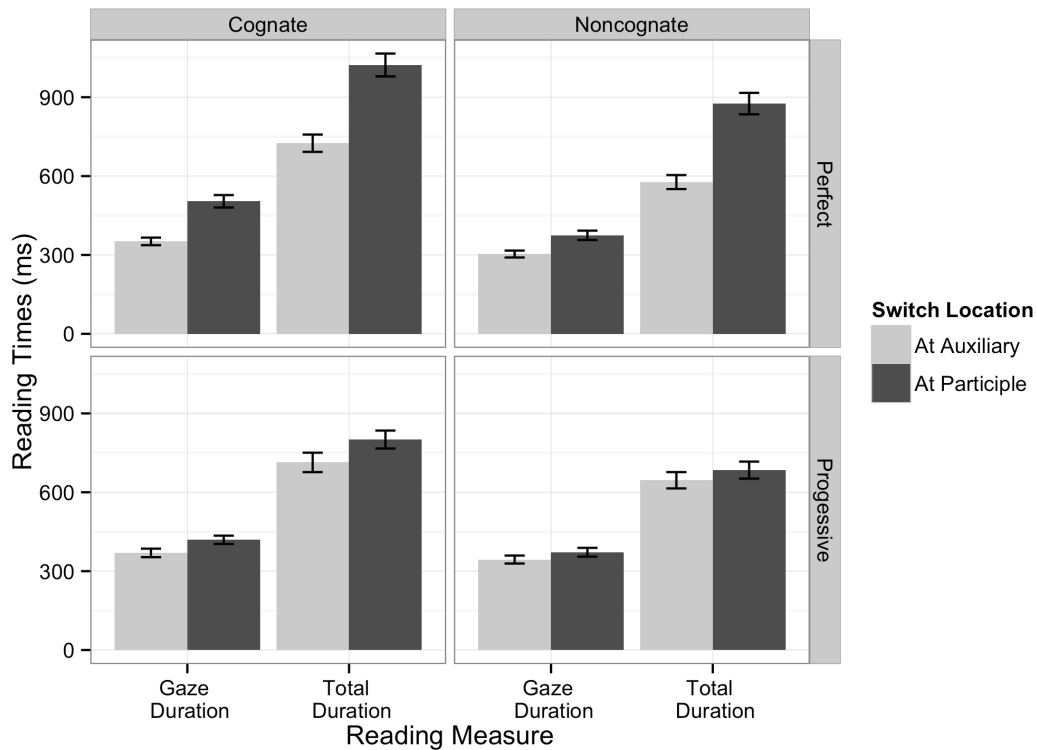 Cognate
Noncognate
Reading Times (ms)
900
600
300
0
Perfect
900
600
300
0
Progessive
Gaze
Duration
Total
Duration
Gaze
Duration
Total
Duration
Reading Measure
Switch Location
At Auxiliary
At Participle